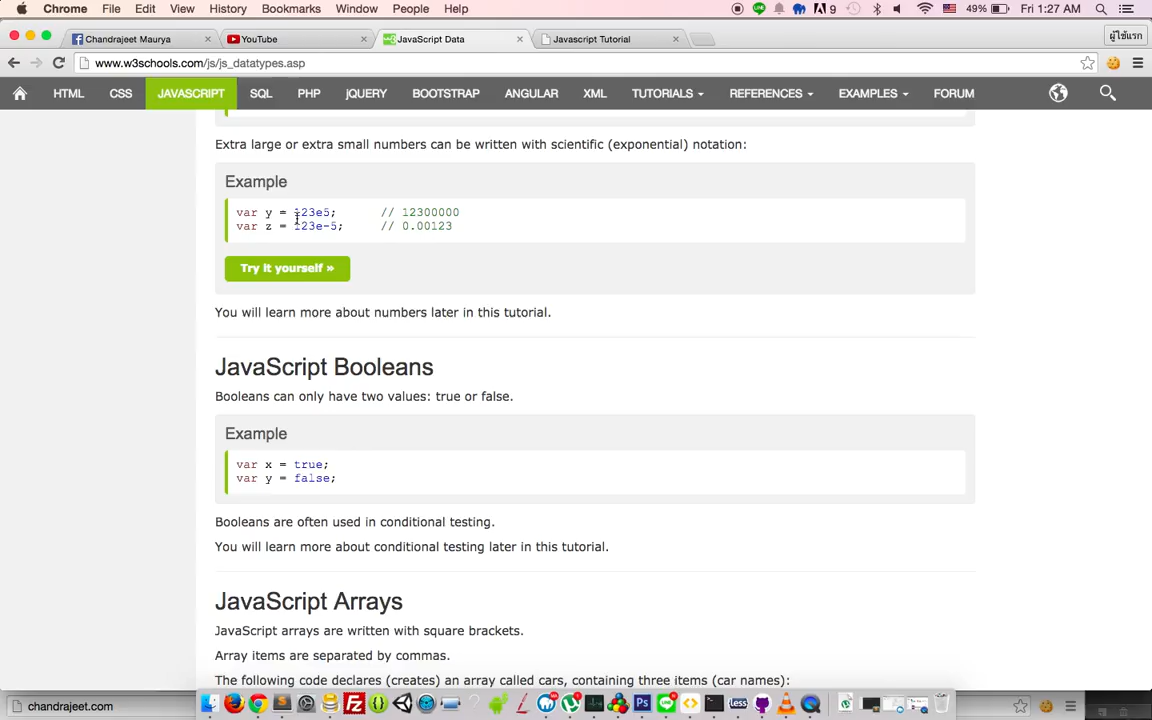 Chrome File Edit View History Bookmarks Window People Help 9 49% Fri 1:27 AM
Chandrajeet Maurya × YouTube × JavaScript Data × Javascript Tutorial × ผู้ใช้แรก
www.w3schools.com/js/js_datatypes.asp
HTML CSS JAVASCRIPT SQL PHP jQUERY BOOTSTRAP ANGULAR XML TUTORIALS REFERENCES EXAMPLES FORUM
Extra large or extra small numbers can be written with scientific (exponential) notation:
Example
var y = 123e5; // 12300000
var z = 123e-5; // 0.00123
Try it yourself »
You will learn more about numbers later in this tutorial.
JavaScript Booleans
Booleans can only have two values: true or false.
Example
var x = true;
var y = false;
Booleans are often used in conditional testing.
You will learn more about conditional testing later in this tutorial.
JavaScript Arrays
JavaScript arrays are written with square brackets.
Array items are separated by commas.
The following code declares (creates) an array called cars, containing three items (car names):
chandrajeet.com